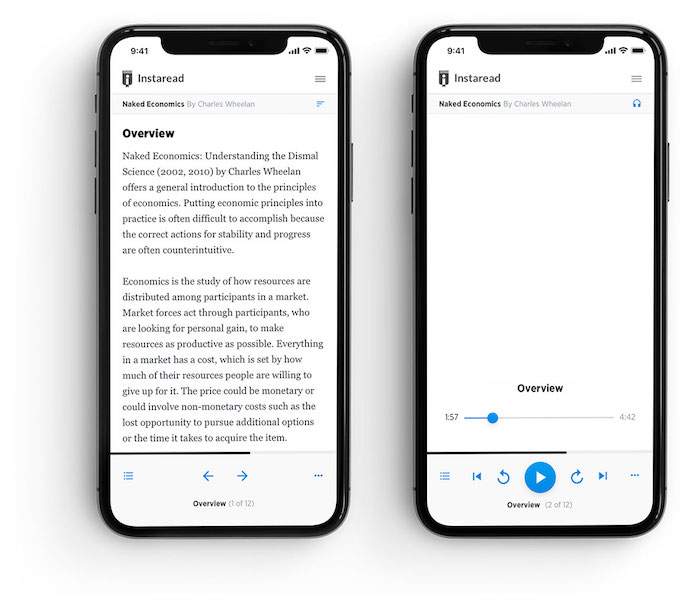 9:41
Instaread
Naked Economics By Charles Wheelan
Overview
Naked Economics: Understanding the Dismal
Science (2002, 2010) by Charles Wheelan
offers a general introduction to the principles
of economics. Putting economic principles into
practice is often difficult to accomplish because
the correct actions for stability and progress
are often counterintuitive.
Economics is the study of how resources are
distributed among participants in a market.
Market forces act through participants, who
are looking for personal gain, to make
resources as productive as possible. Everything
in a market has a cost, which is set by how
much of their resources people are willing to
give up for it. The price could be monetary or
could involve non-monetary costs such as the
lost opportunity to pursue additional options
or the time it takes to acquire the item.
Overview (1 of 12)
9:41
Instaread
Naked Economics By Charles Wheelan
Overview
1:57 4:42
Overview (2 of 12)